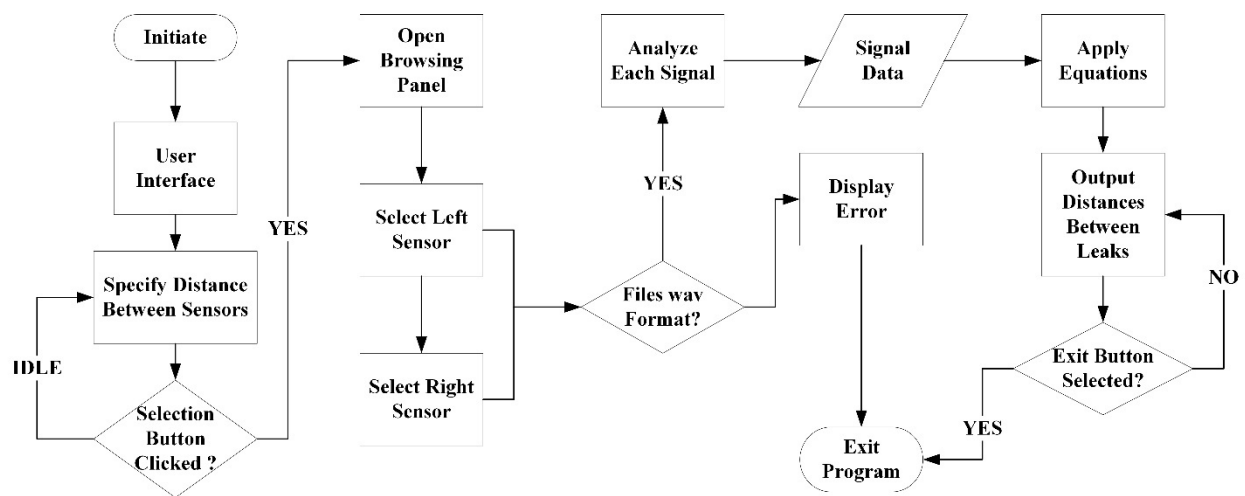 Initiate
User
Interface
Specify Distance
Between Sensors
IDLE
Selection
Button
Clicked ?
YES
Open
Browsing
Panel
Select Left
Sensor
Select Right
Sensor
Files wav
Format?
YES
Analyze
Each Signal
Signal
Data
Apply
Equations
Display
Error
Output
Distances
Between
Leaks
NO
Exit Button
Selected?
YES
Exit
Program